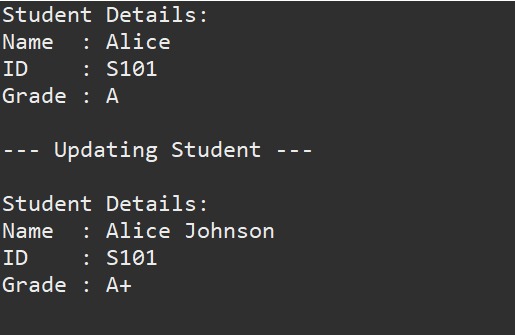 Student Details:
Name  : Alice
ID    : S101
Grade : A
--- Updating Student ---
Student Details:
Name  : Alice Johnson
ID    : S101
Grade : A+